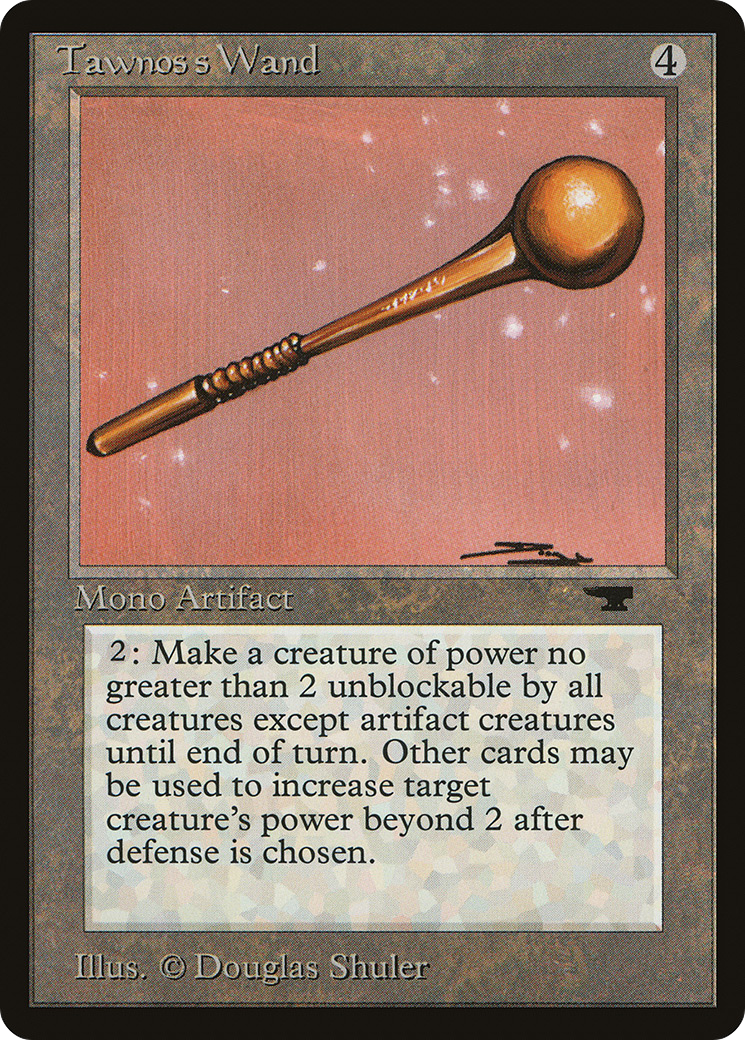 Tawnos's Wand
4
Mono Artifact
2: Make a creature of power no
greater than 2 unblockable by all
creatures except artifact creatures
until end of turn. Other cards may
be used to increase target
creature's power beyond 2 after
defense is chosen.
Illus. © Douglas Shuler